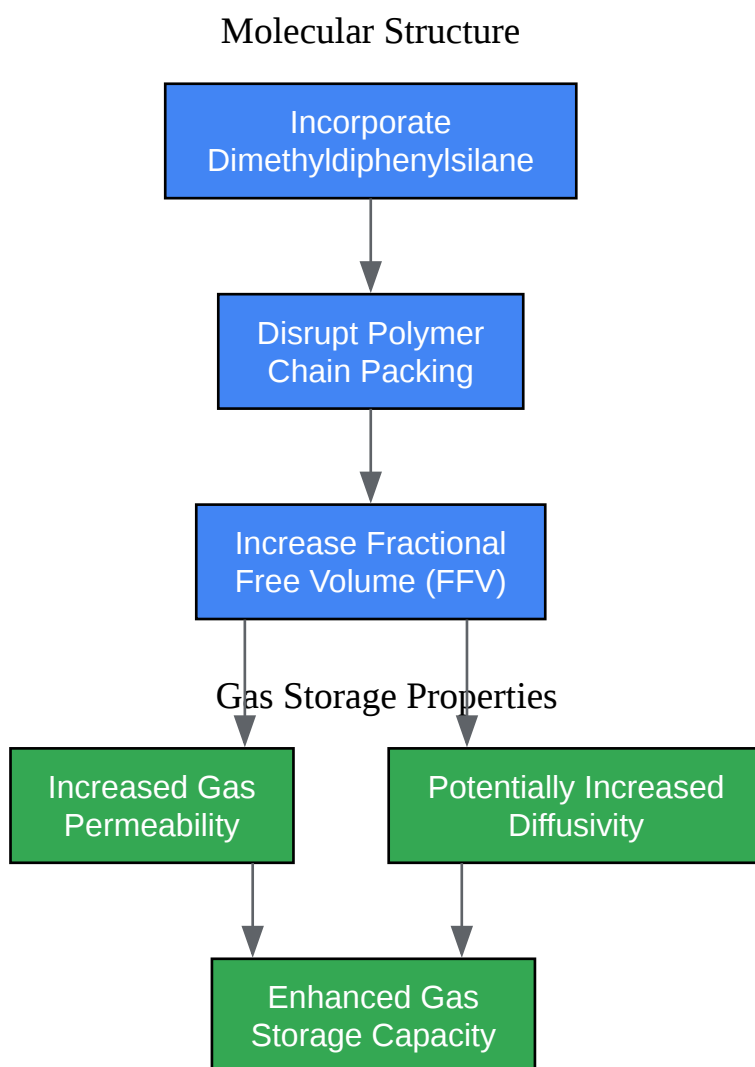 Molecular Structure
Incorporate
Dimethyldiphenylsilane
Disrupt Polymer
Chain Packing
Increase Fractional
Free Volume (FFV)
Gas Storage Properties
Increased Gas
Permeability
Potentially Increased
Diffusivity
Enhanced Gas
Storage Capacity